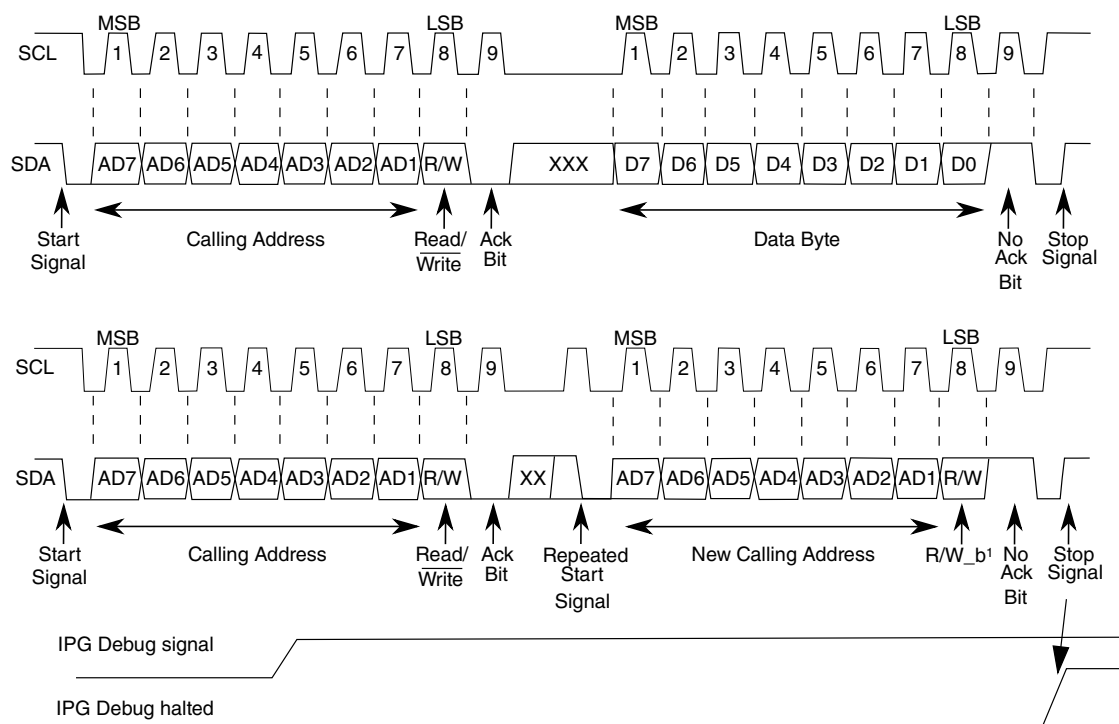 MSB LSB MSB LSB
SCL 1 2 3 4 5 6 7 8 9 1 2 3 4 5 6 7 8 9
SDA AD7 AD6 AD5 AD4 AD3 AD2 AD1 R/W XXX D7 D6 D5 D4 D3 D2 D1 D0
Start Signal
Calling Address
Read/Write
Ack Bit
Data Byte
No Ack Bit
Stop Signal
MSB LSB MSB LSB
SCL 1 2 3 4 5 6 7 8 9 1 2 3 4 5 6 7 8 9
SDA AD7 AD6 AD5 AD4 AD3 AD2 AD1 R/W XX AD7 AD6 AD5 AD4 AD3 AD2 AD1 R/W
Start Signal
Calling Address
Read/Write
Ack Bit
Repeated Start Signal
New Calling Address
R/W_b¹
No Ack Bit
Stop Signal
IPG Debug signal
IPG Debug halted